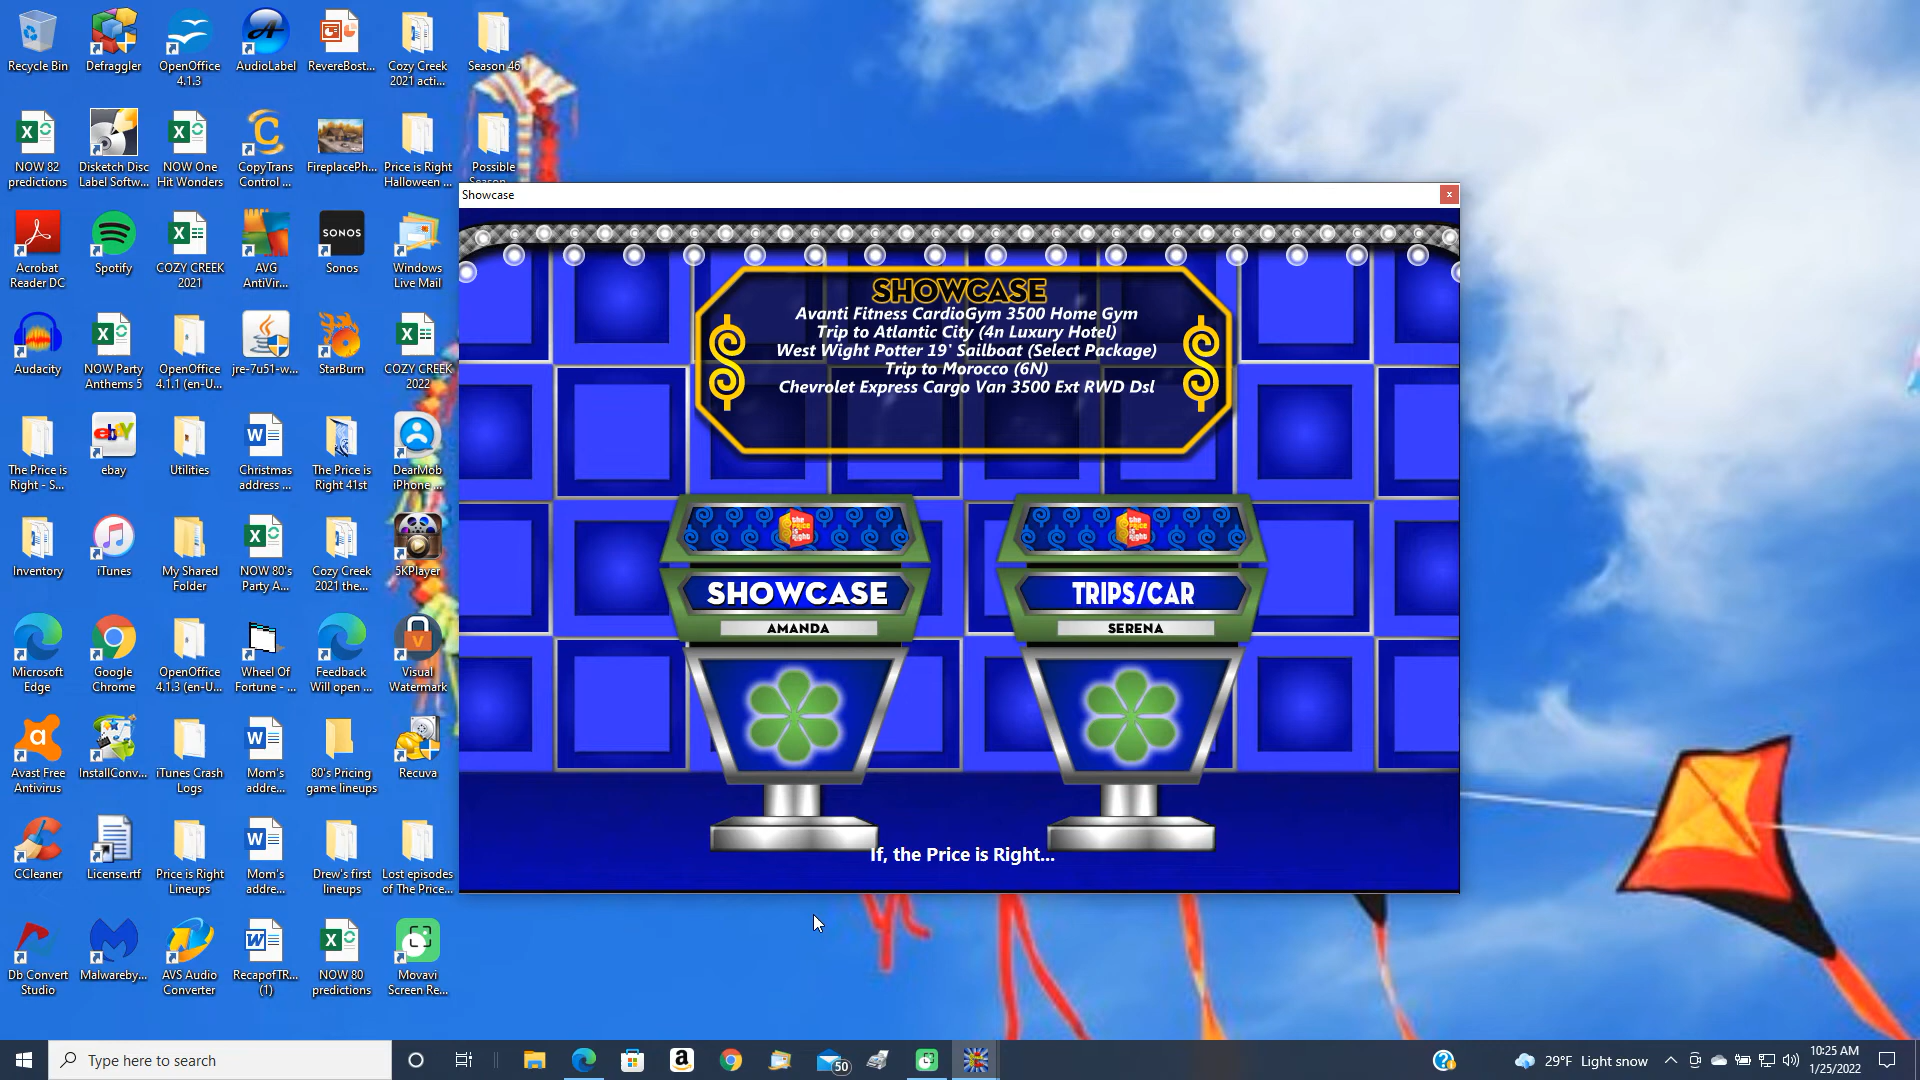 Recycle Bin
Defraggler
OpenOffice
4.1.3
AudioLabel
RevereBost...
Cozy Creek
2021 acti...
Season 46
NOW 82
predictions
Disketch Disc
Label Softw...
NOW One
Hit Wonders
CopyTrans
Control ...
FireplacePh...
Price is Right
Halloween ...
Possible
Acrobat
Reader DC
Spotify
COZY CREEK
2021
AVG
AntiVir...
SONOS
Sonos
Windows
Live Mail
Audacity
NOW Party
Anthems 5
OpenOffice
4.1.1 (en-U...
jre-7u51-w...
StarBurn
COZY CREEK
2022
The Price is
Right - S...
ebay
ebay
Utilities
Christmas
address ...
The Price is
Right 41st
DearMob
iPhone ...
Inventory
iTunes
My Shared
Folder
NOW 80's
Party A...
Cozy Creek
2021 the...
5KPlayer
Microsoft
Edge
Google
Chrome
OpenOffice
4.1.3 (en-U...
Wheel Of
Fortune - ...
Feedback
Will open ...
Visual
Watermark
Avast Free
Antivirus
InstallConv...
iTunes Crash
Logs
Mom's
addre...
80's Pricing
game lineups
Recuva
CCleaner
License.rtf
Price is Right
Lineups
Mom's
addre...
Drew's first
lineups
Lost episodes
of The Price...
Db Convert
Studio
Malwareby...
AVS Audio
Converter
RecapofTR...
(1)
NOW 80
predictions
Movavi
Screen Re...
Showcase
x
SHOWCASE
Avanti Fitness CardioGym 3500 Home Gym
Trip to Atlantic City (4n Luxury Hotel)
West Wight Potter 19' Sailboat (Select Package)
Trip to Morocco (6N)
Chevrolet Express Cargo Van 3500 Ext RWD Dsl
the Price is Right
the Price is Right
SHOWCASE
TRIPS/CAR
AMANDA
SERENA
If, the Price is Right...
Type here to search
50
29°F Light snow
10:25 AM
1/25/2022